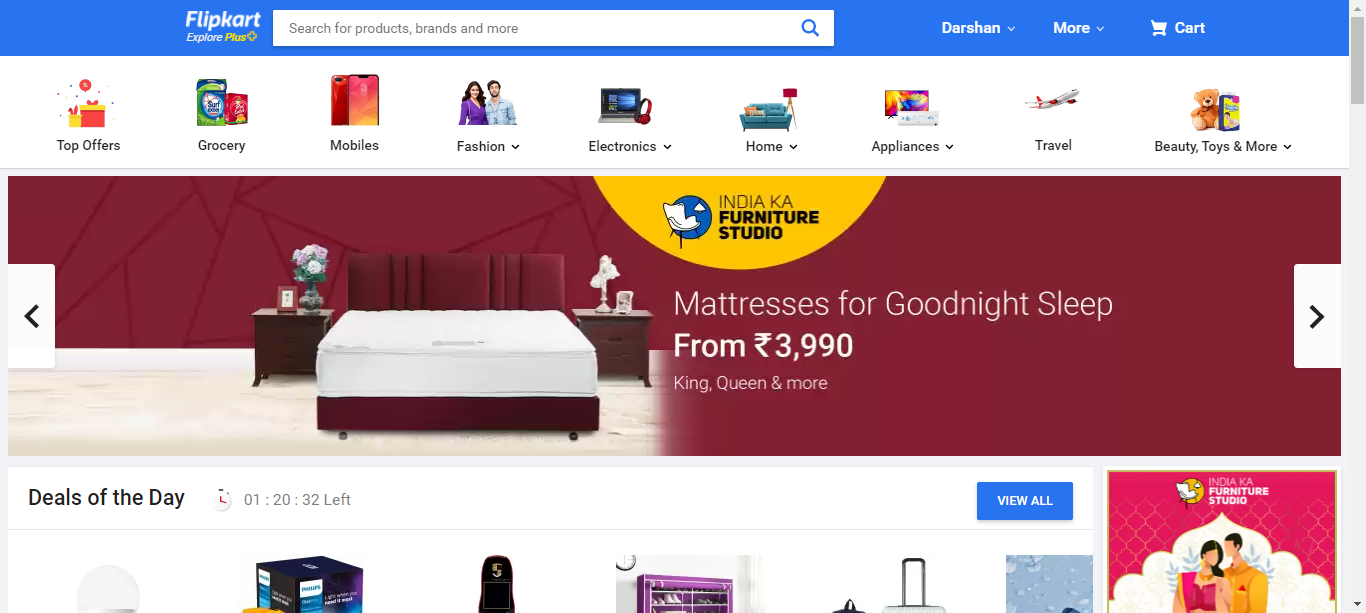 Flipkart
Explore Plus
Search for products, brands and more
Darshan
More
Cart
Top Offers
Grocery
Mobiles
Fashion
Electronics
Home
Appliances
Travel
Beauty, Toys & More
INDIA KA
FURNITURE
STUDIO
Mattresses for Goodnight Sleep
From ₹3,990
King, Queen & more
Deals of the Day
01 : 20 : 32 Left
VIEW ALL
INDIA KA
FURNITURE
STUDIO
PHILIPS
PHILIPS